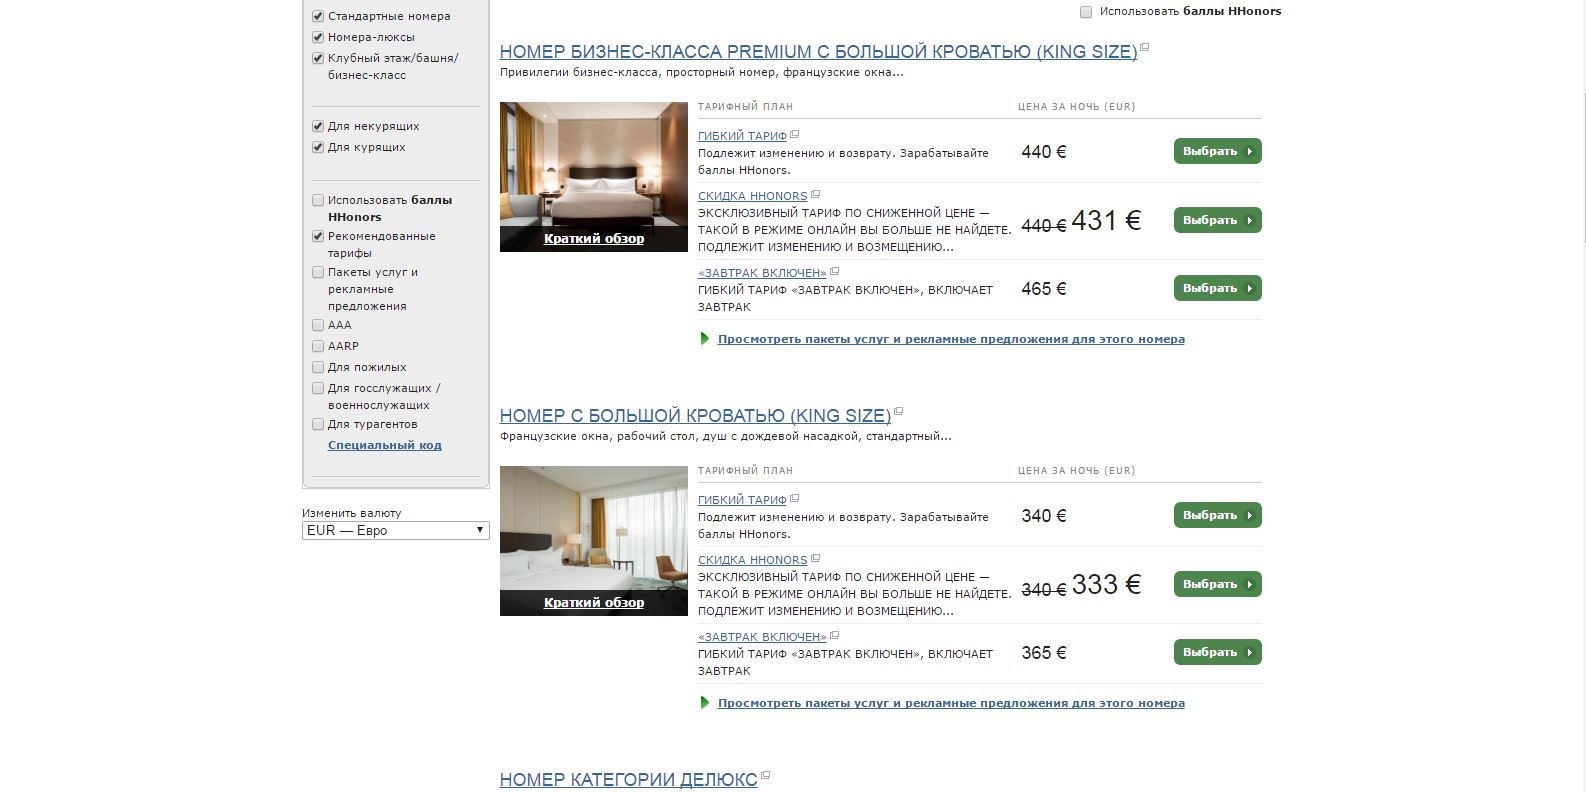 Стандартные номера
Номера-люксы
Клубный этаж/башня/
бизнес-класс
Для некурящих
Для курящих
Использовать баллы
HHonors
Рекомендованные
тарифы
Пакеты услуг и
рекламные
предложения
AAA
AARP
Для пожилых
Для госслужащих /
военнослужащих
Для турагентов
Специальный код
Изменить валюту
EUR — Евро
Использовать баллы HHonors
НОМЕР БИЗНЕС-КЛАССА PREMIUM С БОЛЬШОЙ КРОВАТЬЮ (KING SIZE)
Привилегии бизнес-класса, просторный номер, французские окна...
Краткий обзор
ТАРИФНЫЙ ПЛАН ЦЕНА ЗА НОЧЬ (EUR)
ГИБКИЙ ТАРИФ
Подлежит изменению и возврату. Зарабатывайте
баллы HHonors.
440 € Выбрать
СКИДКА HHONORS
ЭКСКЛЮЗИВНЫЙ ТАРИФ ПО СНИЖЕННОЙ ЦЕНЕ —
ТАКОЙ В РЕЖИМЕ ОНЛАЙН ВЫ БОЛЬШЕ НЕ НАЙДЕТЕ.
ПОДЛЕЖИТ ИЗМЕНЕНИЮ И ВОЗМЕЩЕНИЮ...
440 € 431 € Выбрать
«ЗАВТРАК ВКЛЮЧЕН»
ГИБКИЙ ТАРИФ «ЗАВТРАК ВКЛЮЧЕН», ВКЛЮЧАЕТ
ЗАВТРАК
465 € Выбрать
Просмотреть пакеты услуг и рекламные предложения для этого номера
НОМЕР С БОЛЬШОЙ КРОВАТЬЮ (KING SIZE)
Французские окна, рабочий стол, душ с дождевой насадкой, стандартный...
Краткий обзор
ТАРИФНЫЙ ПЛАН ЦЕНА ЗА НОЧЬ (EUR)
ГИБКИЙ ТАРИФ
Подлежит изменению и возврату. Зарабатывайте
баллы HHonors.
340 € Выбрать
СКИДКА HHONORS
ЭКСКЛЮЗИВНЫЙ ТАРИФ ПО СНИЖЕННОЙ ЦЕНЕ —
ТАКОЙ В РЕЖИМЕ ОНЛАЙН ВЫ БОЛЬШЕ НЕ НАЙДЕТЕ.
ПОДЛЕЖИТ ИЗМЕНЕНИЮ И ВОЗМЕЩЕНИЮ...
340 € 333 € Выбрать
«ЗАВТРАК ВКЛЮЧЕН»
ГИБКИЙ ТАРИФ «ЗАВТРАК ВКЛЮЧЕН», ВКЛЮЧАЕТ
ЗАВТРАК
365 € Выбрать
Просмотреть пакеты услуг и рекламные предложения для этого номера
НОМЕР КАТЕГОРИИ ДЕЛЮКС